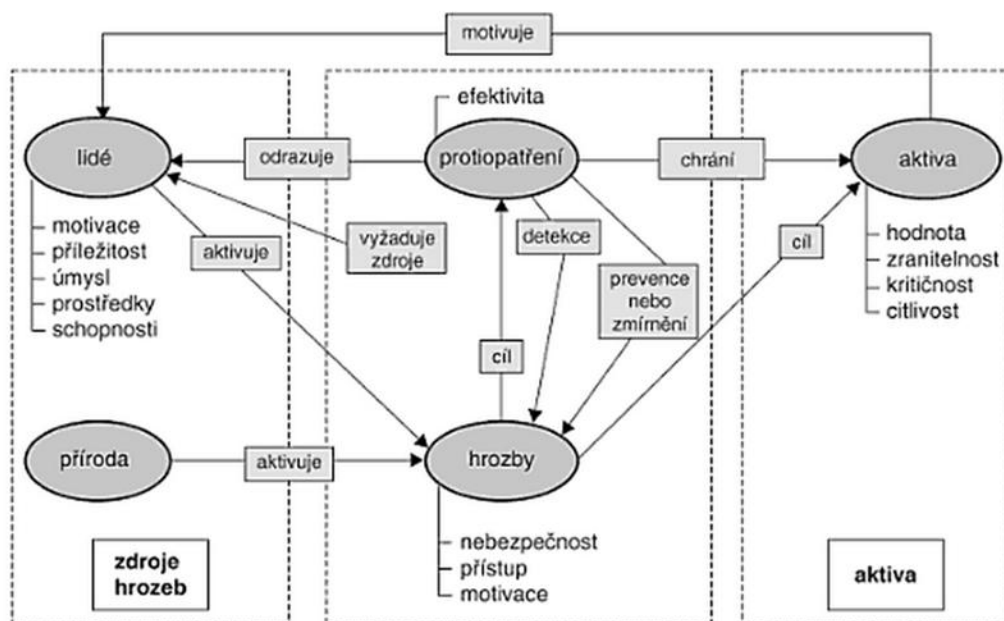 motivuje
efektivita
lidé
odrazuje
protiopatření
chrání
aktiva
motivace
příležitost
úmysl
prostředky
schopnosti
aktivuje
vyžaduje
zdroje
detekce
prevence
nebo
zmírnění
cíl
hodnota
zranitelnost
kritičnost
citlivost
cíl
příroda
aktivuje
hrozby
nebezpečnost
přístup
motivace
zdroje
hrozeb
aktiva